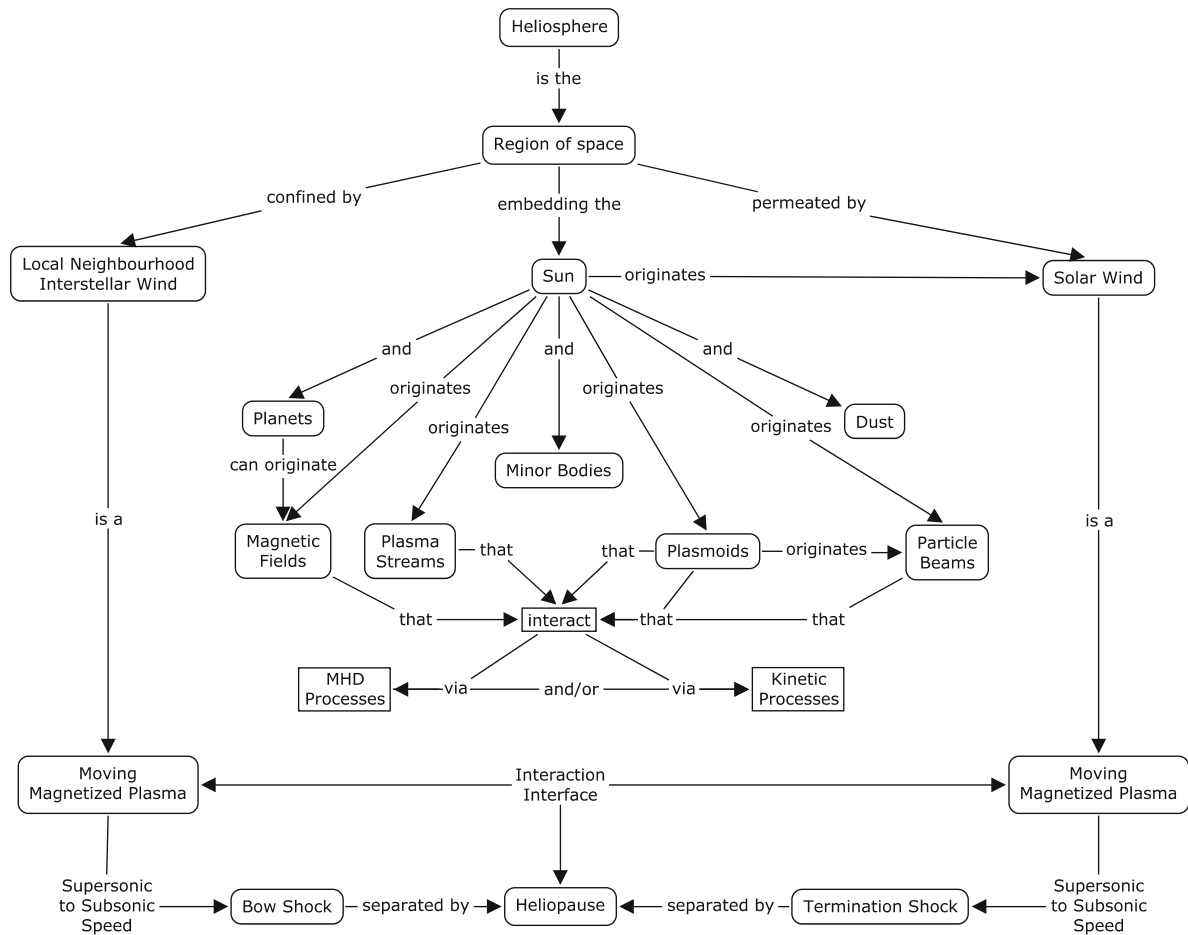 Heliosphere
is the
Region of space
confined by
embedding the
permeated by
Local Neighbourhood
Interstellar Wind
Sun
originates
Solar Wind
and
and
and
originates
originates
originates
originates
Planets
Dust
can originate
Minor Bodies
is a
is a
Magnetic
Fields
Plasma
Streams
that
that
Plasmoids
originates
Particle
Beams
that
interact
that
that
MHD
Processes
via
and/or
via
Kinetic
Processes
Moving
Magnetized Plasma
Interaction
Interface
Moving
Magnetized Plasma
Supersonic
to Subsonic
Speed
Bow Shock
separated by
Heliopause
separated by
Termination Shock
Supersonic
to Subsonic
Speed